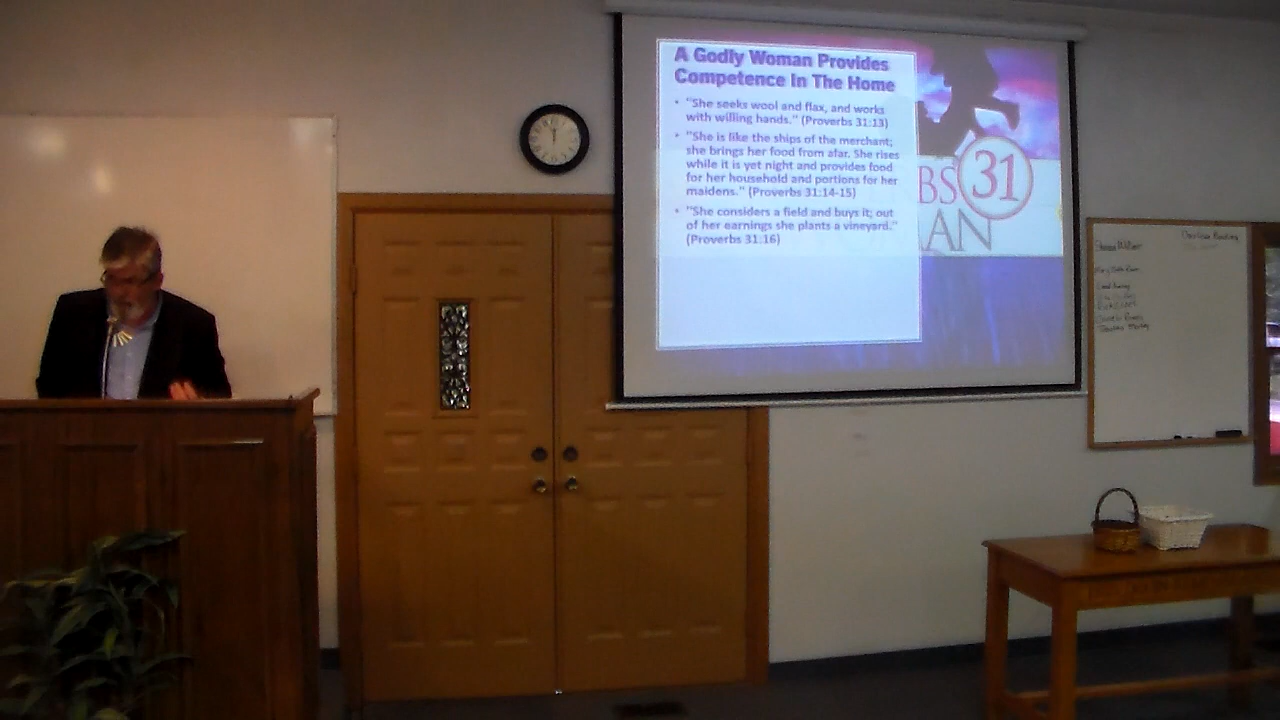 A Godly Woman Provides
Competence In The Home
• "She seeks wool and flax, and works
with willing hands." (Proverbs 31:13)
• "She is like the ships of the merchant;
she brings her food from afar. She rises
while it is yet night and provides food
for her household and portions for her
maidens." (Proverbs 31:14-15)
• "She considers a field and buys it; out
of her earnings she plants a vineyard."
(Proverbs 31:16)
BS 31
AN